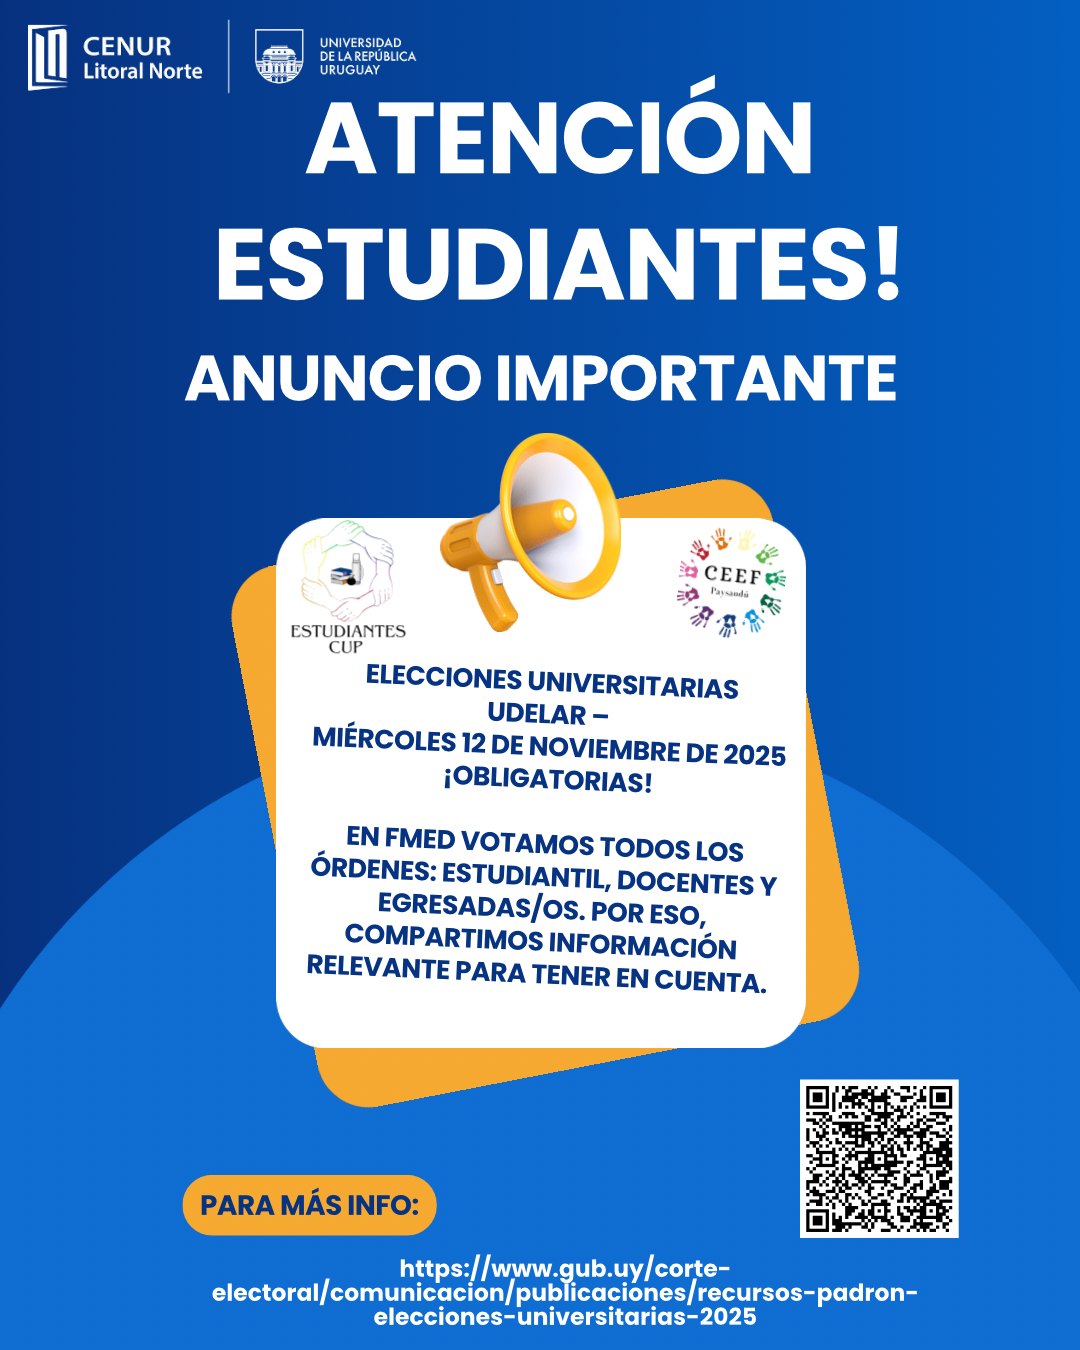 CENUR
Litoral Norte
UNIVERSIDAD
DE LA REPÚBLICA
URUGUAY
ATENCIÓN
ESTUDIANTES!
ANUNCIO IMPORTANTE
ESTUDIANTES
CUP
CEEF
Paysandú
ELECCIONES UNIVERSITARIAS
UDELAR –
MIÉRCOLES 12 DE NOVIEMBRE DE 2025
¡OBLIGATORIAS!
EN FMED VOTAMOS TODOS LOS
ÓRDENES: ESTUDIANTIL, DOCENTES Y
EGRESADAS/OS. POR ESO,
COMPARTIMOS INFORMACIÓN
RELEVANTE PARA TENER EN CUENTA.
PARA MÁS INFO:
https://www.gub.uy/corte-
electoral/comunicacion/publicaciones/recursos-padron-
elecciones-universitarias-2025